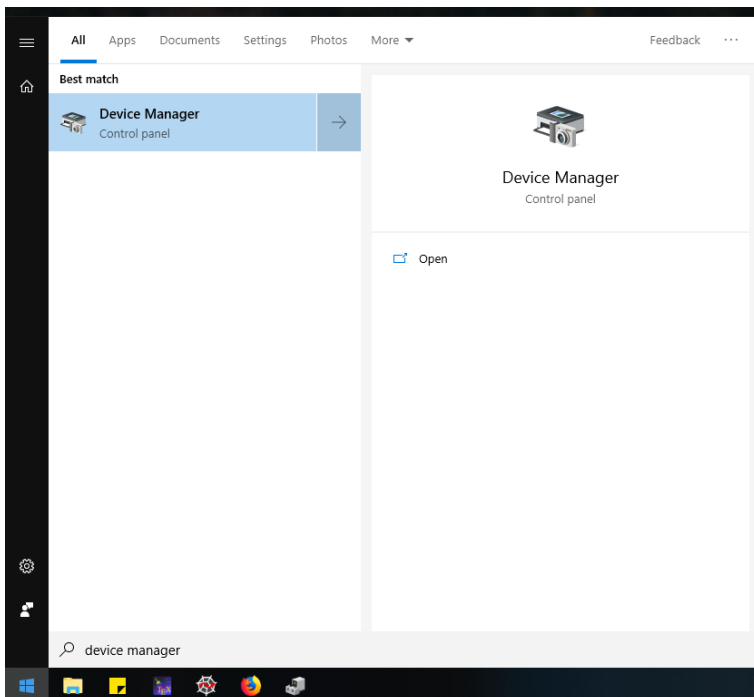 All Apps Documents Settings Photos More Feedback ...
Best match
Device Manager
Control panel
Device Manager
Control panel
Open
device manager